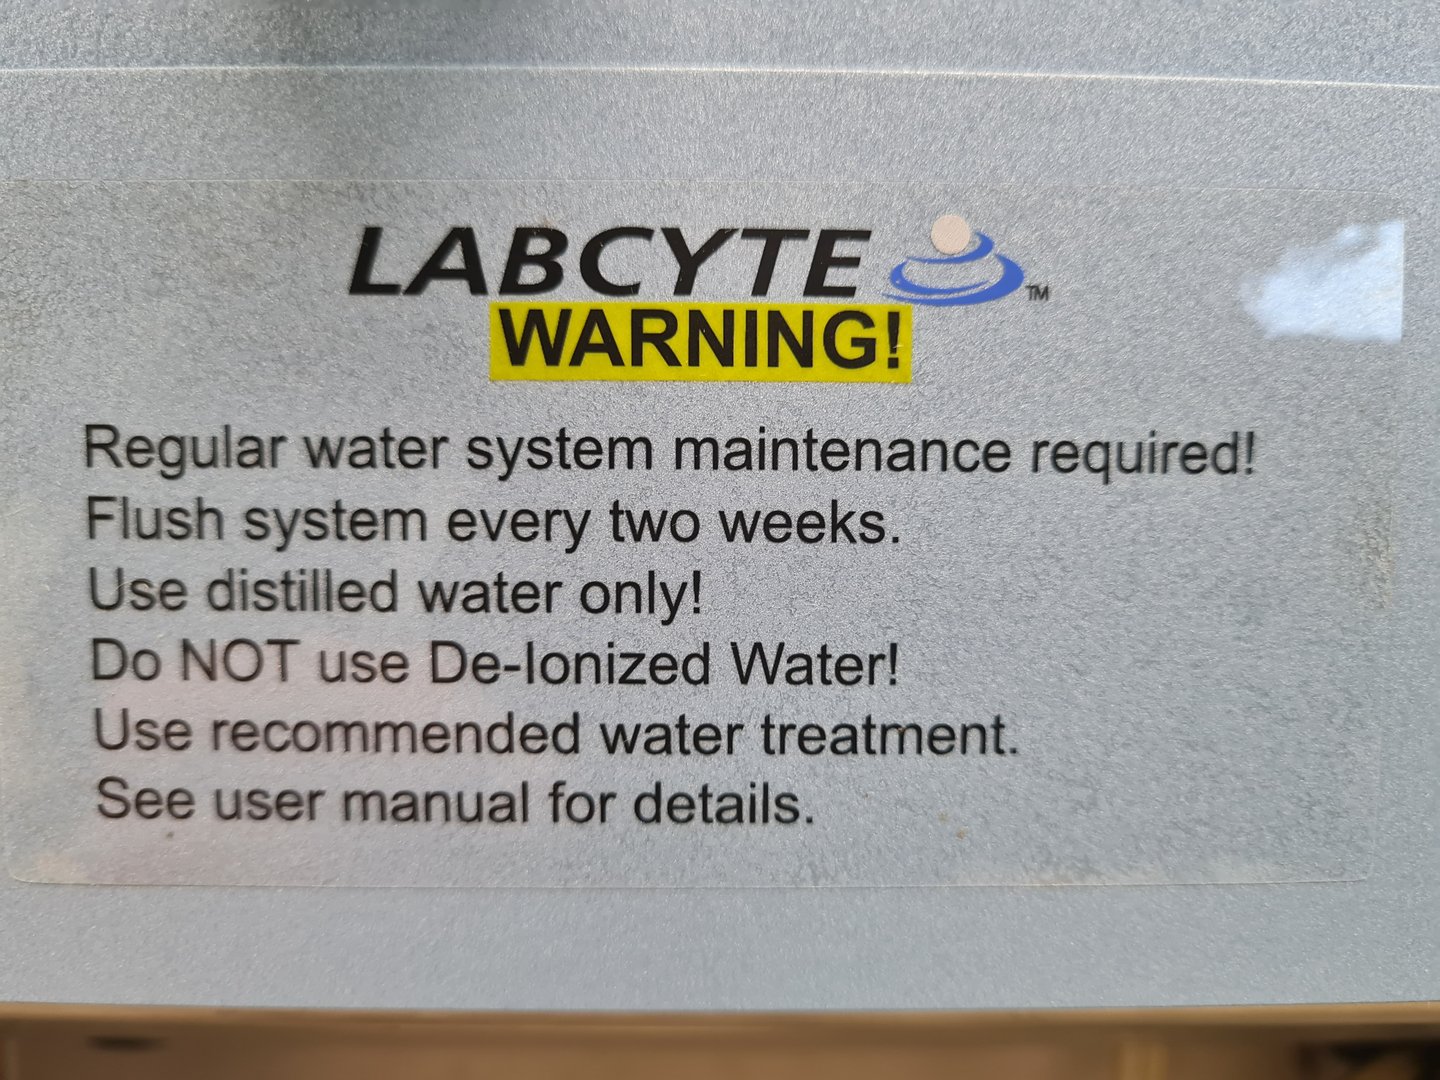 LABCYTE TM
WARNING!
Regular water system maintenance required!
Flush system every two weeks.
Use distilled water only!
Do NOT use De-Ionized Water!
Use recommended water treatment.
See user manual for details.